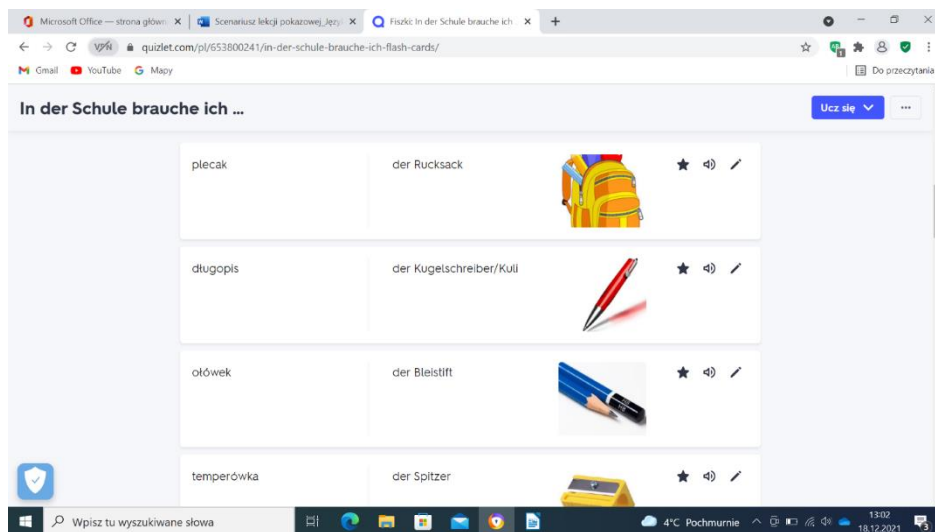 Microsoft Office — strona główn
Scenariusz lekcji pokazowej_Języ
Fiszki: In der Schule brauche ich
VPN
quizlet.com/pl/653800241/in-der-schule-brauche-ich-flash-cards/
Gmail
YouTube
Mapy
Do przeczytania
In der Schule brauche ich ...
Ucz się
plecak
der Rucksack
długopis
der Kugelschreiber/Kuli
ołówek
der Bleistift
HB
temperówka
der Spitzer
Wpisz tu wyszukiwane słowa
4°C Pochmurnie
13:02
18.12.2021
3